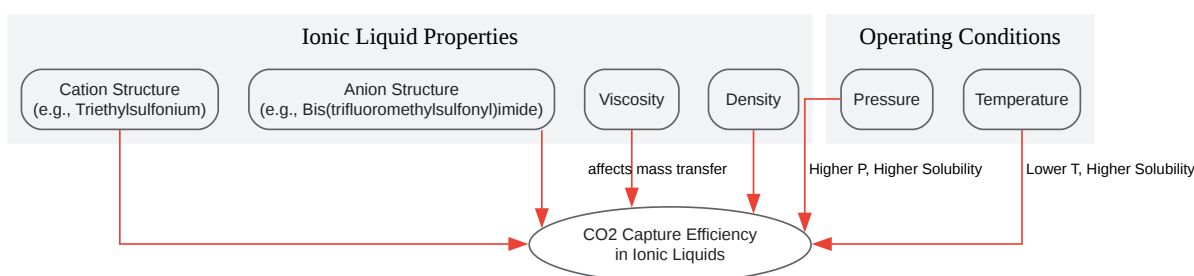 Ionic Liquid Properties
Operating Conditions
Cation Structure
(e.g., Triethylsulfonium)
Anion Structure
(e.g., Bis(trifluoromethylsulfonyl)imide)
Viscosity
Density
Pressure
Temperature
affects mass transfer
Higher P, Higher Solubility
Lower T, Higher Solubility
CO2 Capture Efficiency
in Ionic Liquids